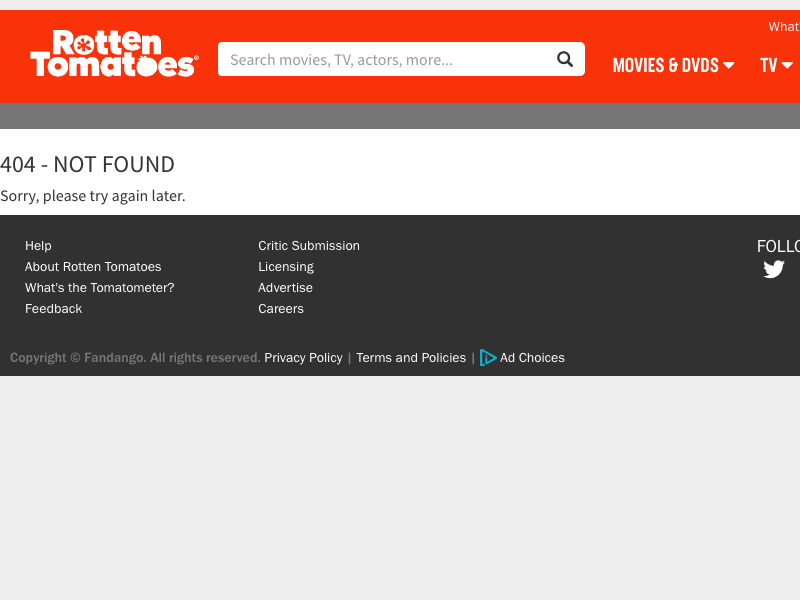 What'
Rotten
Tomatoes®
Search movies, TV, actors, more...
MOVIES & DVDS
TV
404 - NOT FOUND
Sorry, please try again later.
Help
About Rotten Tomatoes
What's the Tomatometer?
Feedback
Critic Submission
Licensing
Advertise
Careers
FOLLO
Copyright © Fandango. All rights reserved. Privacy Policy | Terms and Policies | Ad Choices